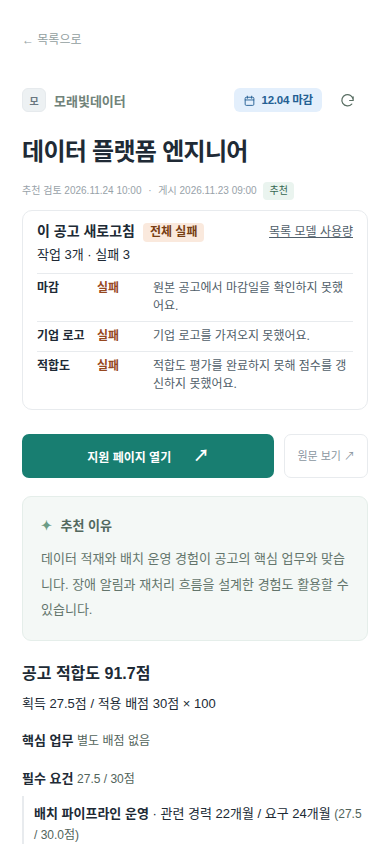 ← 목록으로
모 모래빛데이터 12.04 마감
데이터 플랫폼 엔지니어
추천 검토 2026.11.24 10:00 · 게시 2026.11.23 09:00 추천
이 공고 새로고침 전체 실패 목록 모델 사용량
작업 3개 · 실패 3
마감 실패 원본 공고에서 마감일을 확인하지 못했
어요.
기업 로고 실패 기업 로고를 가져오지 못했어요.
적합도 실패 적합도 평가를 완료하지 못해 점수를 갱
신하지 못했어요.
지원 페이지 열기 ↗ 원문 보기 ↗
✦ 추천 이유
데이터 적재와 배치 운영 경험이 공고의 핵심 업무와 맞습
니다. 장애 알림과 재처리 흐름을 설계한 경험도 활용할 수
있습니다.
공고 적합도 91.7점
획득 27.5점 / 적용 배점 30점 × 100
핵심 업무 별도 배점 없음
필수 요건 27.5 / 30점
배치 파이프라인 운영 · 관련 경력 22개월 / 요구 24개월 (27.5
/ 30.0점)